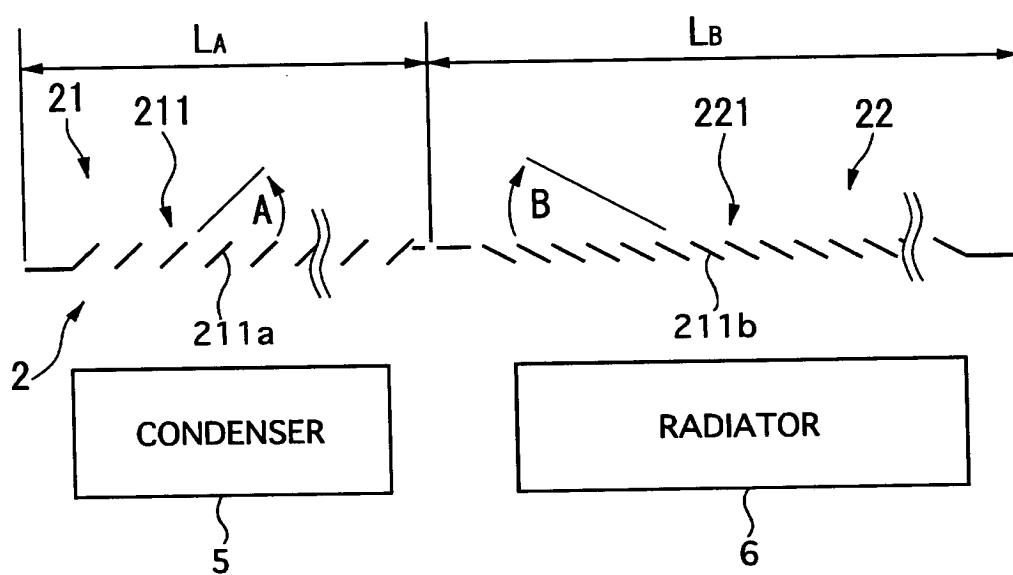 LA LB
21 211 221 22
A B
211a 211b
2
CONDENSER RADIATOR
5 6